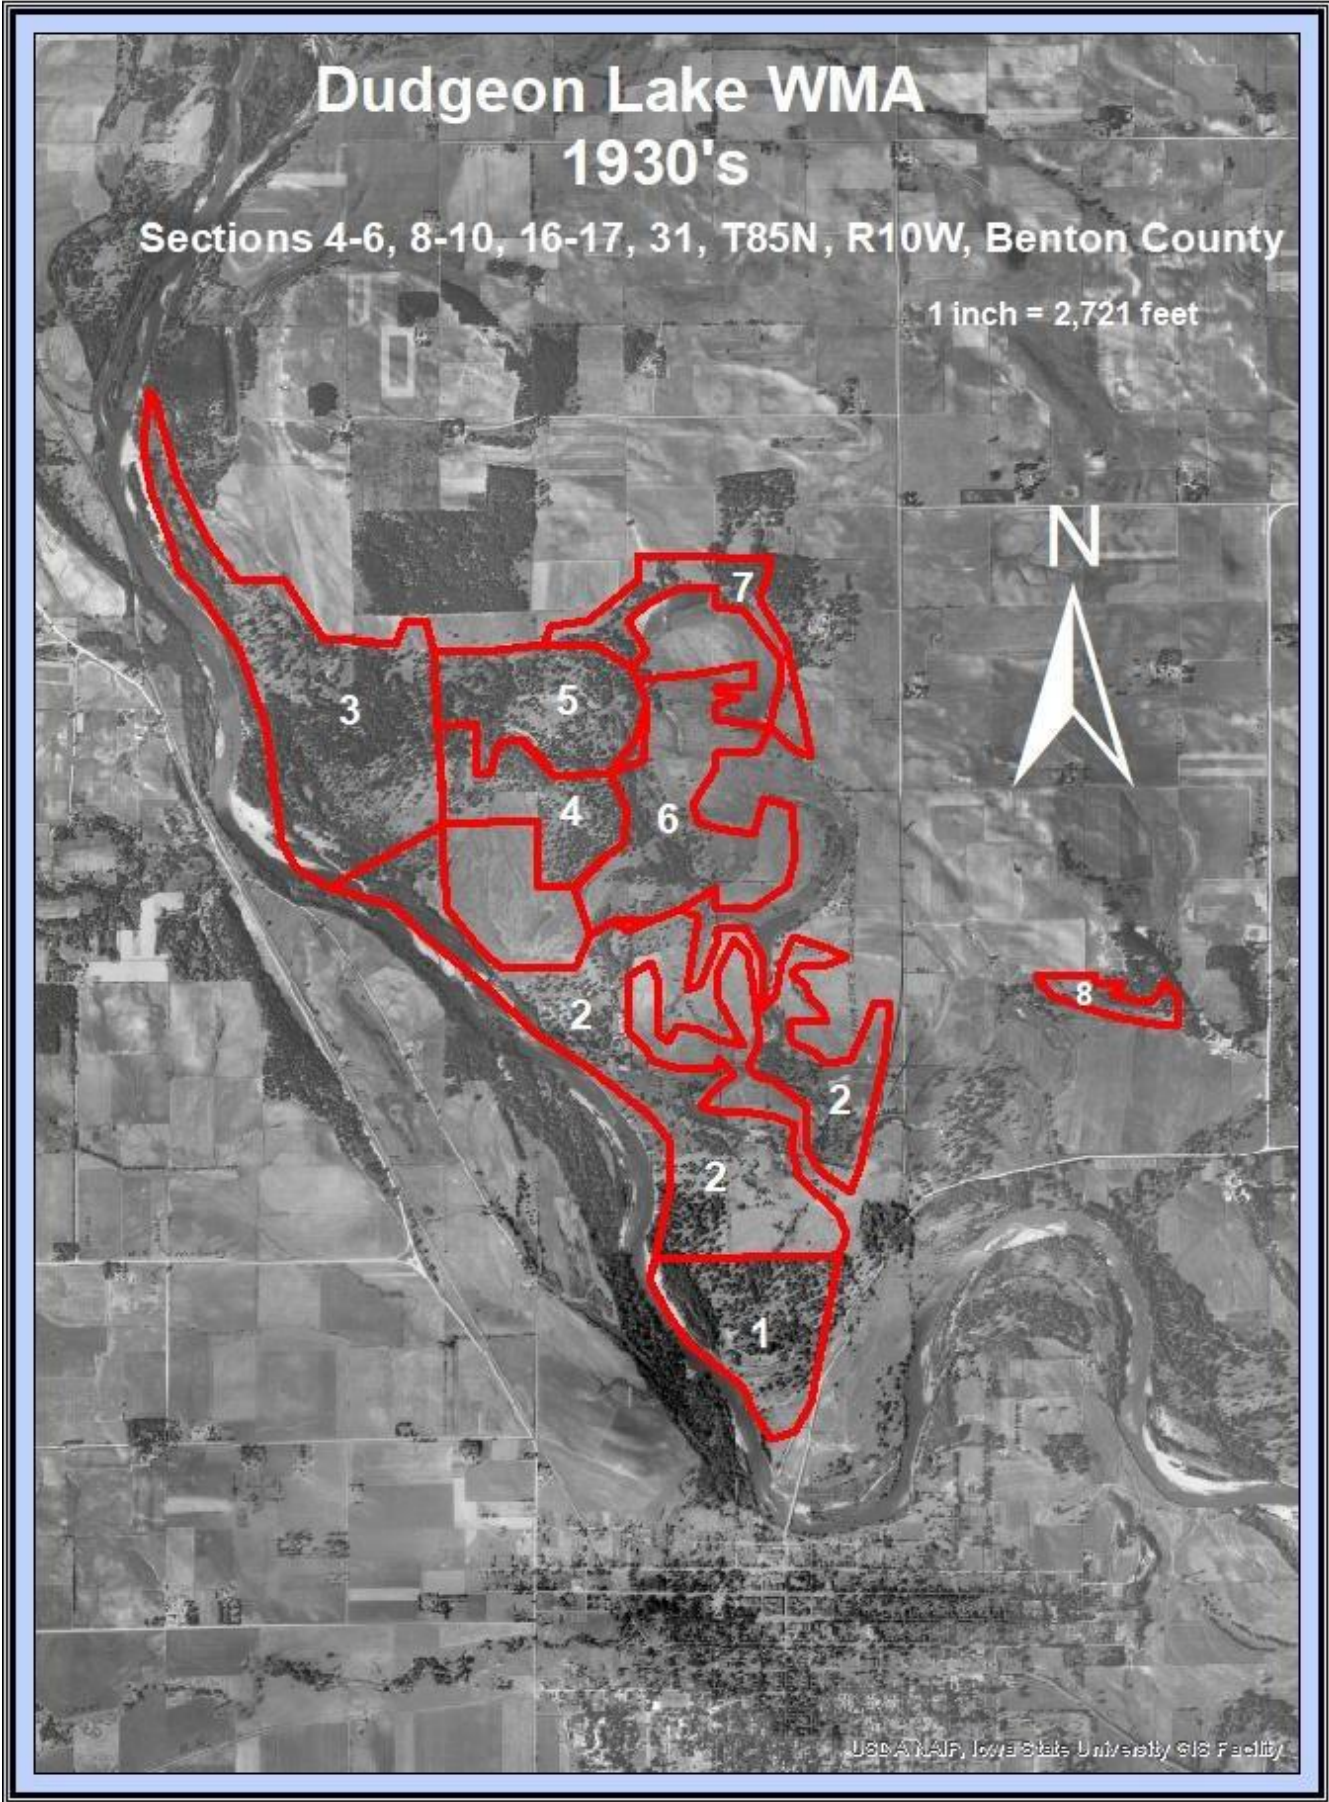 Dudgeon Lake WMA
1930's
Sections 4-6, 8-10, 16-17, 31, T85N, R10W, Benton County
1 inch = 2,721 feet
N
7
5
3
4
6
8
2
2
2
1
USDA NAIP, Iowa State University GIS Facility